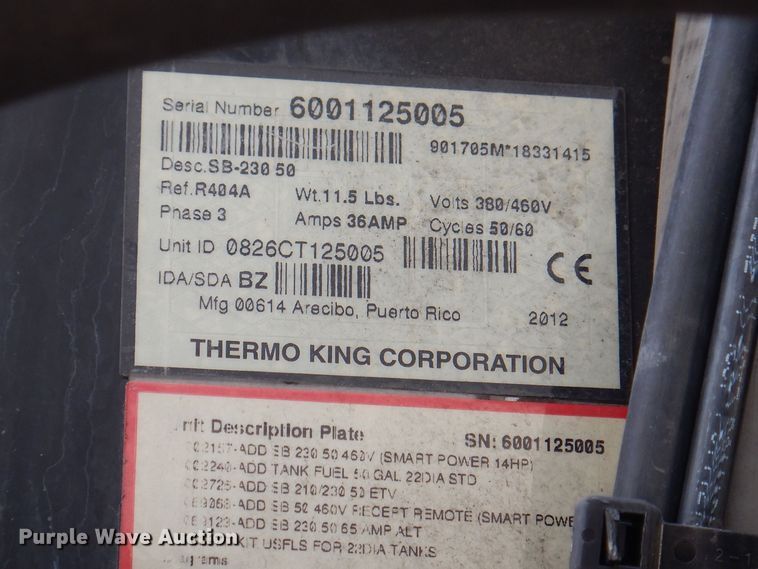 Serial Number 6001125005
901705M*18331415
Desc.SB-230 50
Ref.R404A Wt.11.5 Lbs. Volts 380/460V
Phase 3 Amps 36AMP Cycles 50/60
Unit ID 0826CT125005
IDA/SDA BZ CE
Mfg 00614 Arecibo, Puerto Rico 2012
THERMO KING CORPORATION
Description Plate SN: 6001125005
-ADD SB 230 50 460V (SMART POWER 14HP)
-ADD TANK FUEL 50 GAL 22DIA STD
-ADD SB 210/230 50 ETV
-ADD SB 50 460V RECEPT REMOTE (SMART POWE
-ADD SB 230 50 65 AMP ALT
KIT USFLS FOR 22DIA TANKS
Purple Wave Auction
2-1